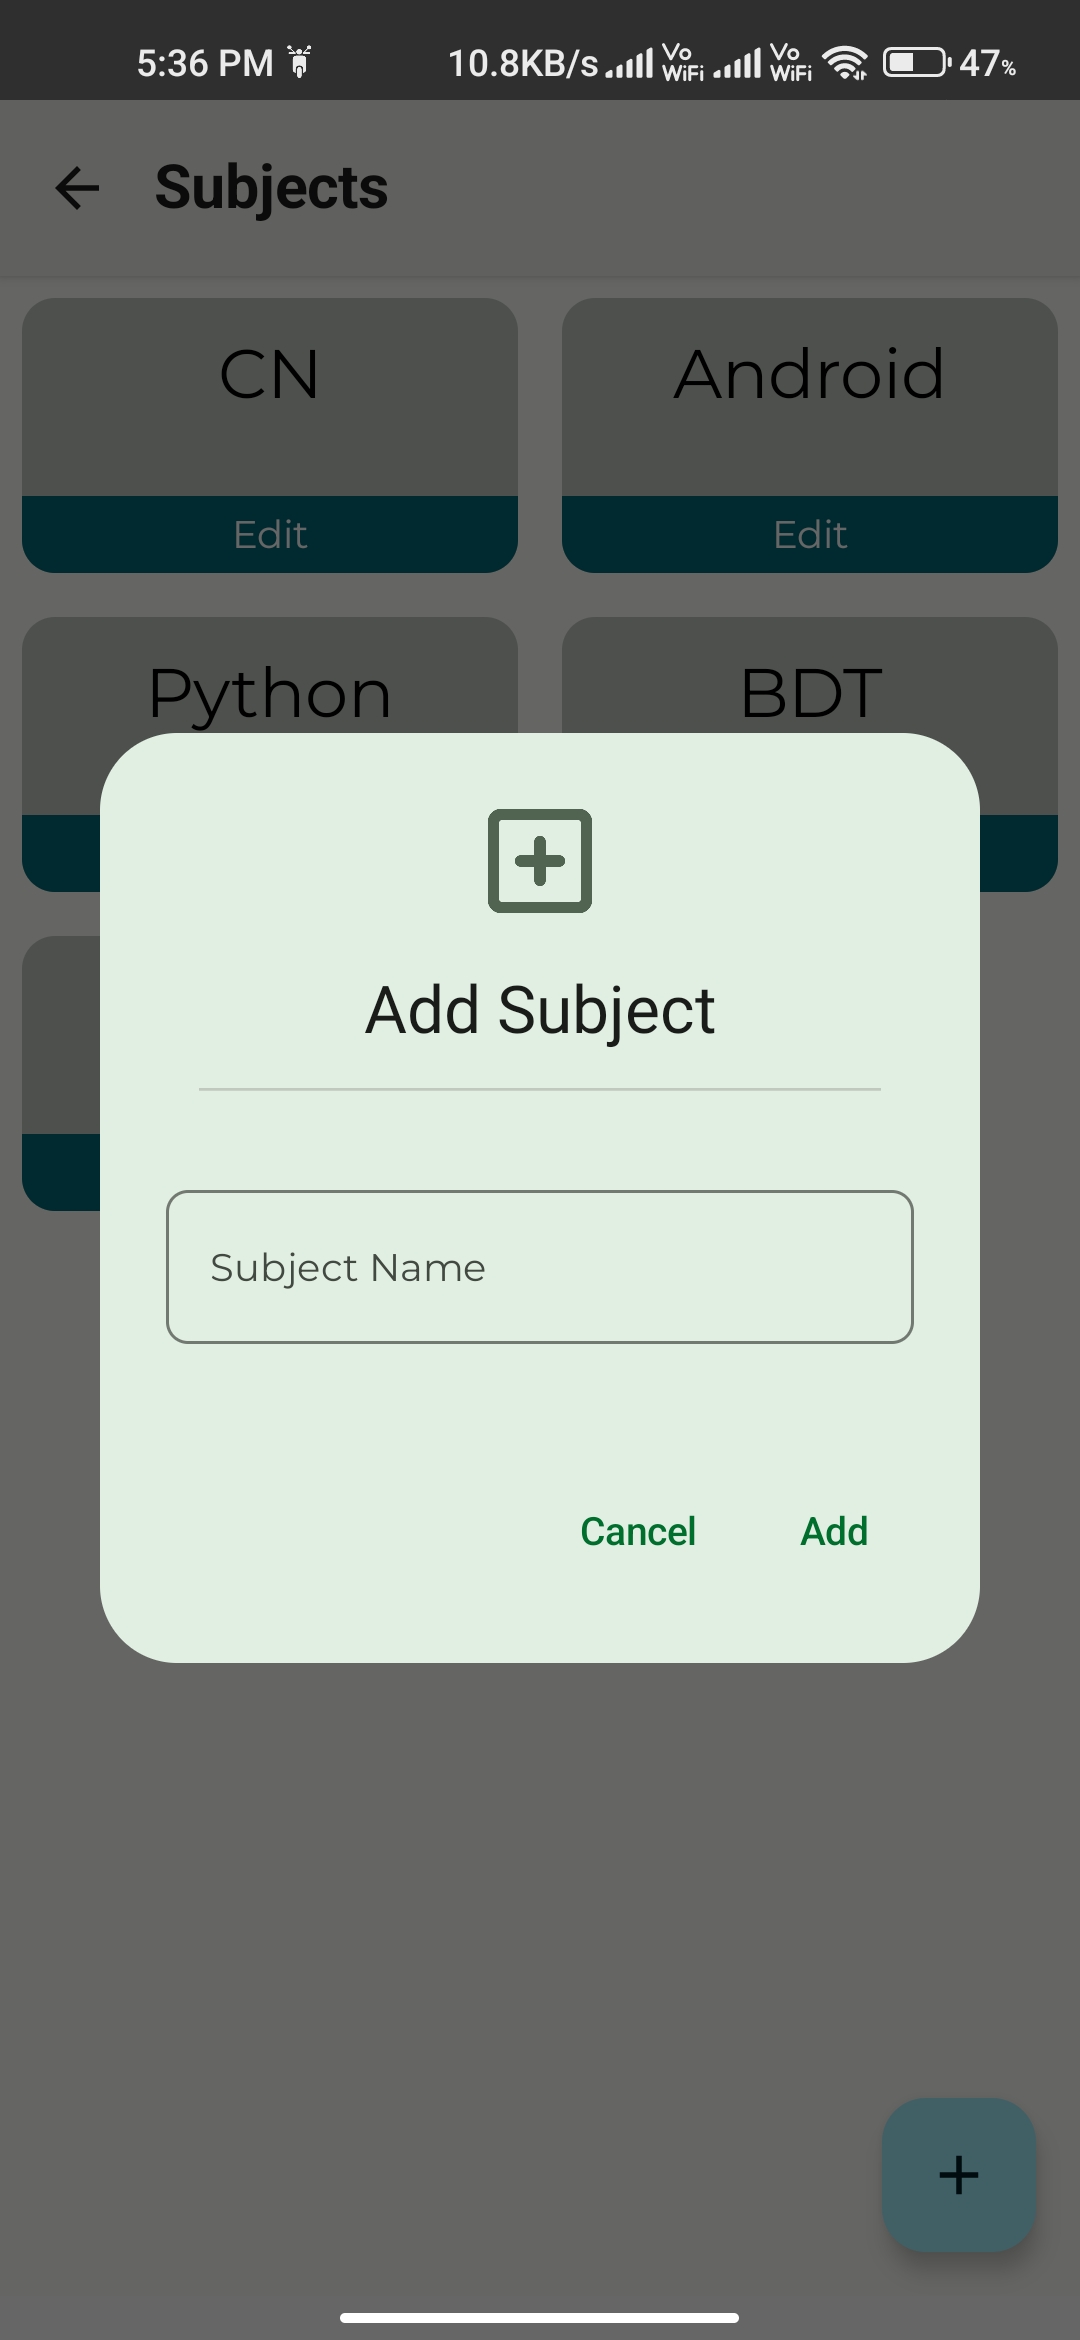 5:36 PM 10.8KB/s Vo WiFi Vo WiFi 47%
Subjects
CN Android
Edit Edit
Python BDT
Add Subject
Subject Name
Cancel Add